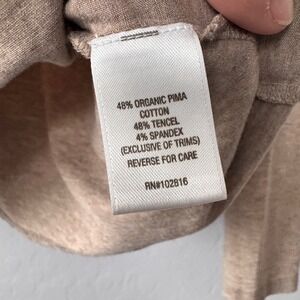 48% ORGANIC PIMA
COTTON
48% TENCEL
4% SPANDEX
(EXCLUSIVE OF TRIMS)
REVERSE FOR CARE
RN#102816